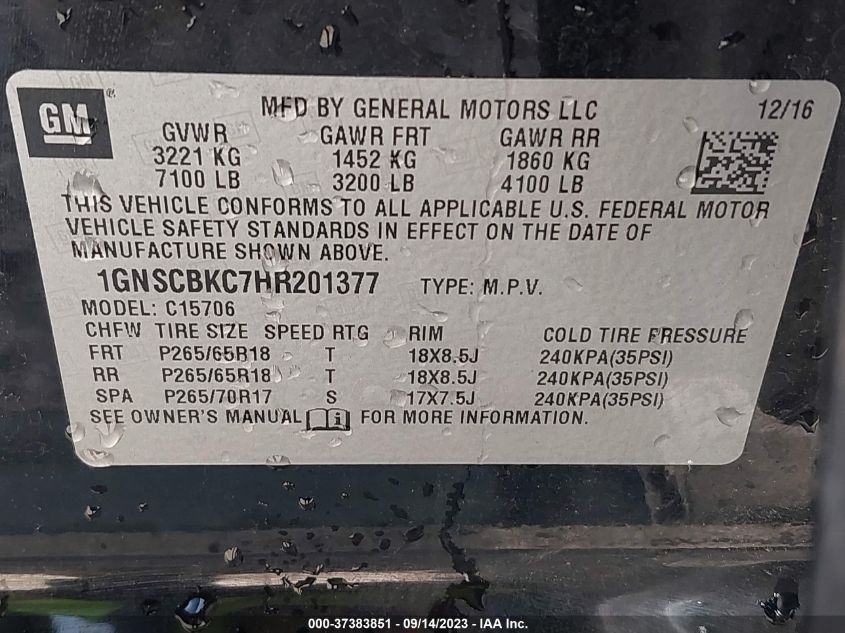 GM ® MFD BY GENERAL MOTORS LLC 12/16
GVWR GAWR FRT GAWR RR
3221 KG 1452 KG 1860 KG
7100 LB 3200 LB 4100 LB
THIS VEHICLE CONFORMS TO ALL APPLICABLE U.S. FEDERAL MOTOR
VEHICLE SAFETY STANDARDS IN EFFECT ON THE DATE OF
MANUFACTURE SHOWN ABOVE.
1GNSCBKC7HR201377 TYPE: M.P.V.
MODEL: C15706
CHFW TIRE SIZE SPEED RTG RIM COLD TIRE PRESSURE
FRT P265/65R18 T 18X8.5J 240KPA(35PSI)
RR P265/65R18 T 18X8.5J 240KPA(35PSI)
SPA P265/70R17 S 17X7.5J 240KPA(35PSI)
SEE OWNER'S MANUAL FOR MORE INFORMATION.
000-37383851 - 09/14/2023 - IAA Inc.